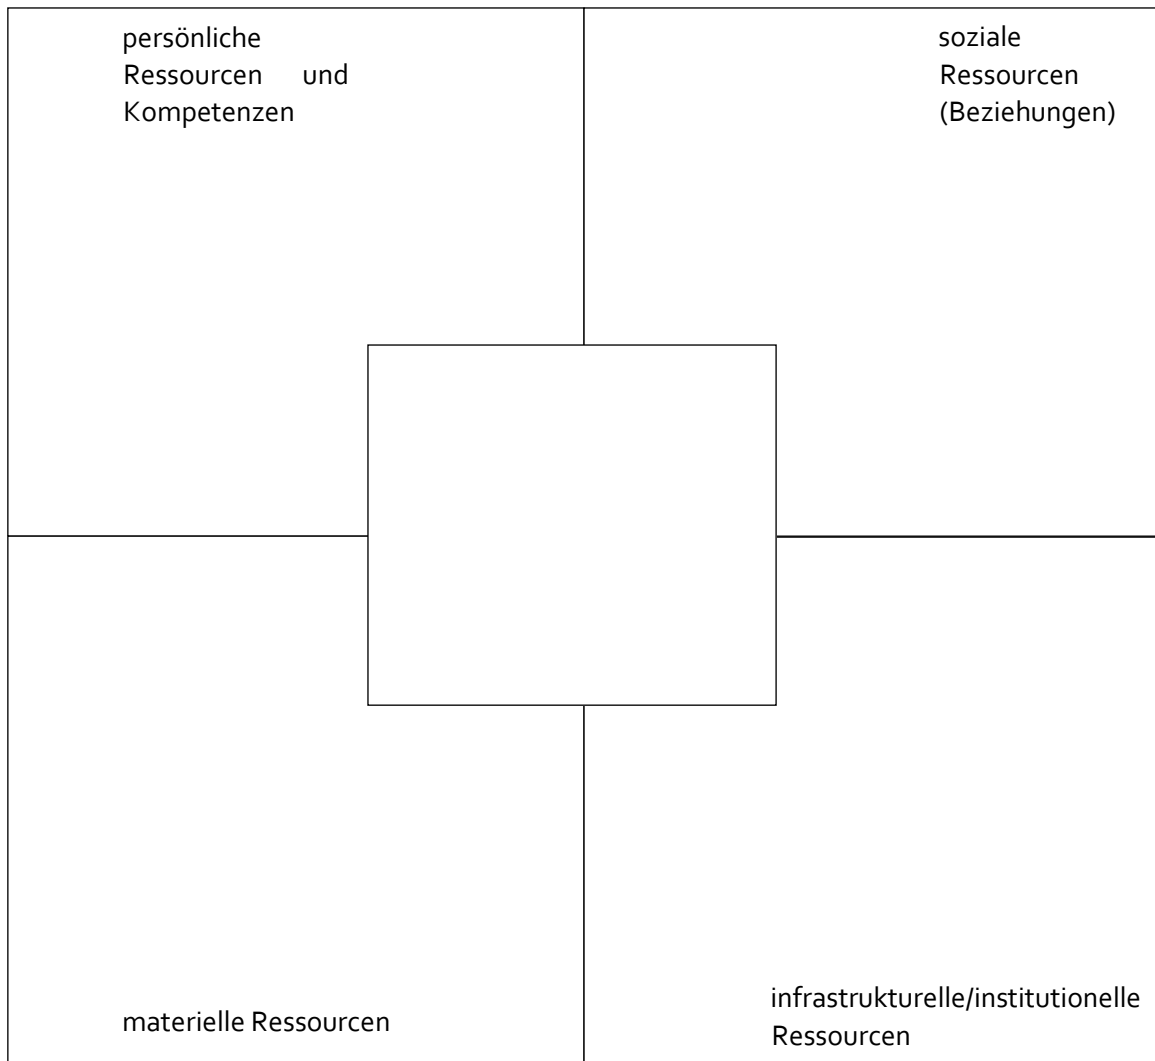 persönliche
Ressourcen und
Kompetenzen
soziale
Ressourcen
(Beziehungen)
materielle Ressourcen
infrastrukturelle/institutionelle
Ressourcen